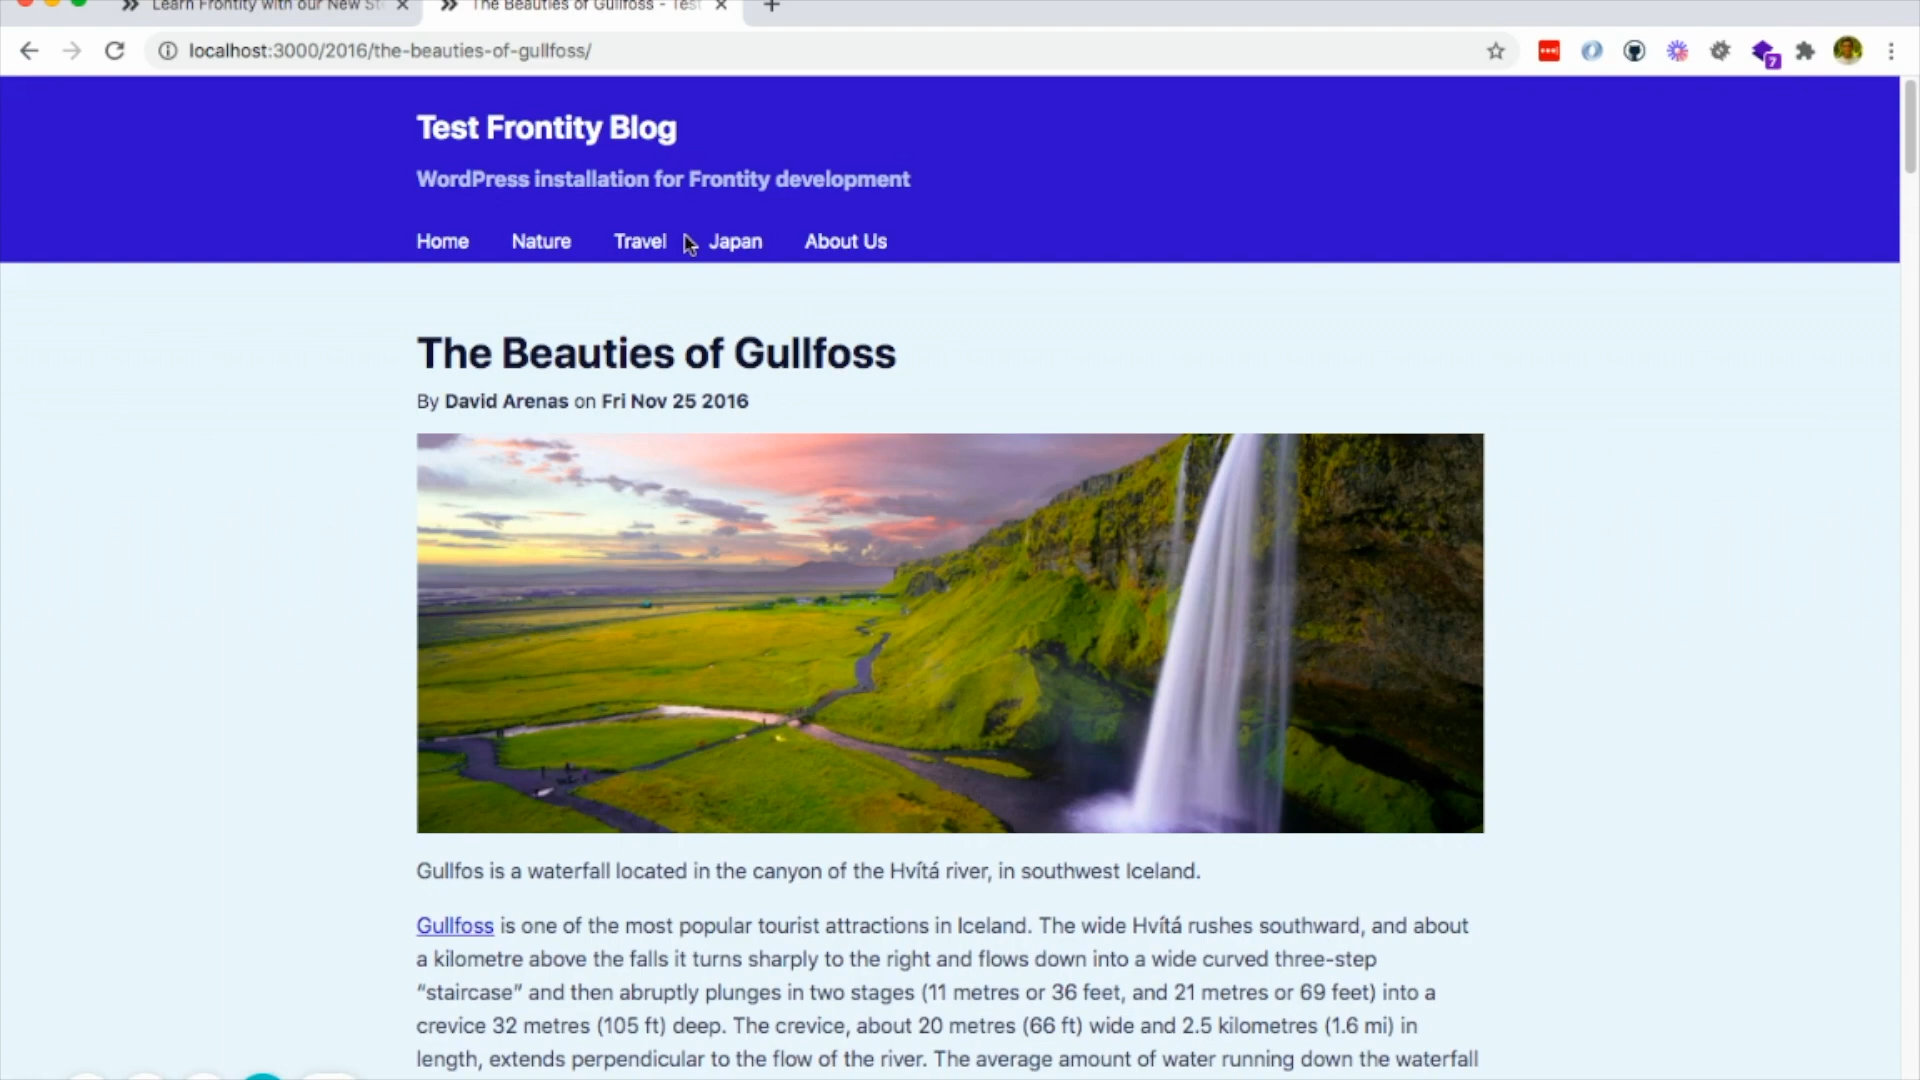 Learn Frontity with our New St
The Beauties of Gullfoss - Test
localhost:3000/2016/the-beauties-of-gullfoss/
7
Test Frontity Blog
WordPress installation for Frontity development
Home Nature Travel Japan About Us
The Beauties of Gullfoss
By David Arenas on Fri Nov 25 2016
Gullfos is a waterfall located in the canyon of the Hvítá river, in southwest Iceland.
Gullfoss is one of the most popular tourist attractions in Iceland. The wide Hvítá rushes southward, and about
a kilometre above the falls it turns sharply to the right and flows down into a wide curved three-step
“staircase” and then abruptly plunges in two stages (11 metres or 36 feet, and 21 metres or 69 feet) into a
crevice 32 metres (105 ft) deep. The crevice, about 20 metres (66 ft) wide and 2.5 kilometres (1.6 mi) in
length, extends perpendicular to the flow of the river. The average amount of water running down the waterfall